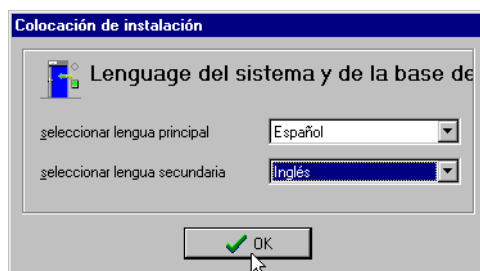 Colocación de instalación
Lenguage del sistema y de la base de
seleccionar lengua principal
Español
seleccionar lengua secundaria
Inglés
OK